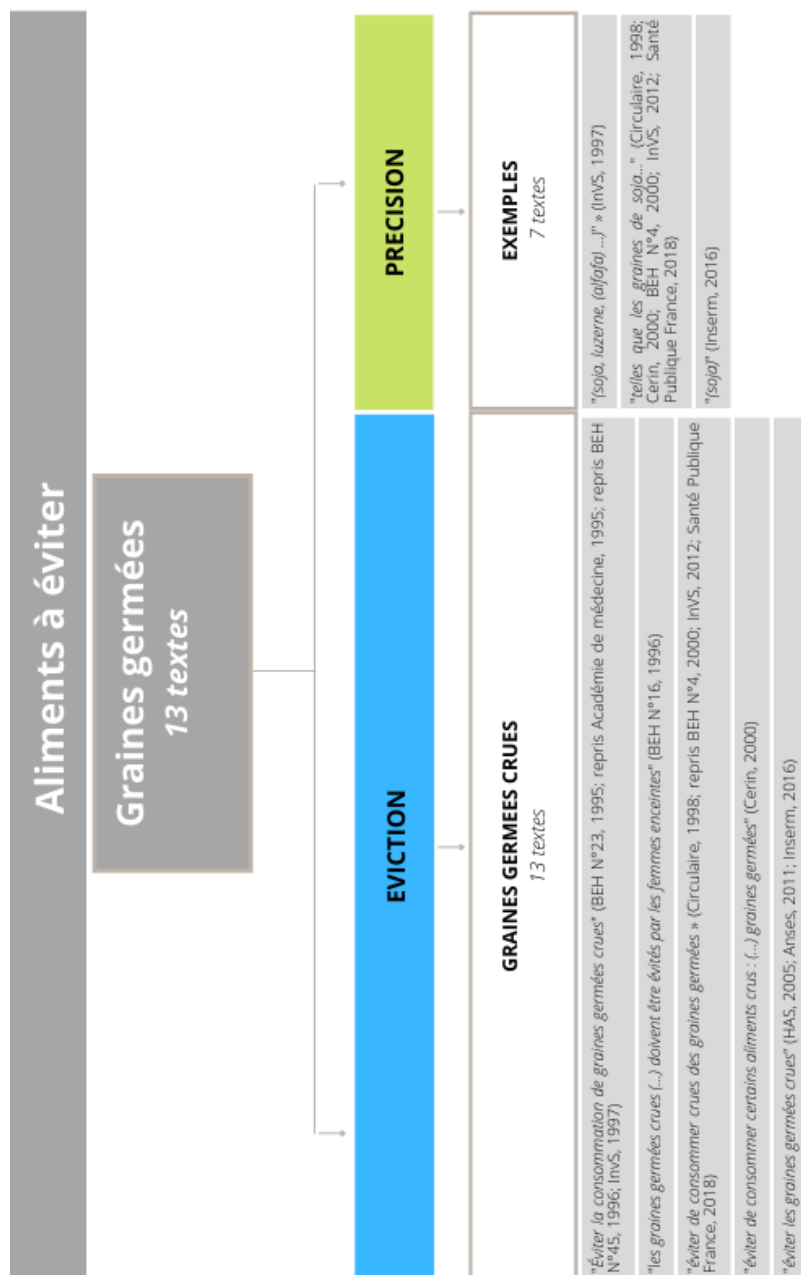 Aliments à éviter
Graines germées
13 textes
EVICTION
GRAINES GERMEES CRUES
13 textes
"Éviter la consommation de graines germées crues" (BEH N°23, 1995; repris Académie de médecine, 1995; repris BEH
N°45, 1996; InvS, 1997)
"les graines germées crues (...) doivent être évités par les femmes enceintes" (BEH N°16, 1996)
"éviter de consommer crues des graines germées » (Circulaire, 1998; repris BEH N°4, 2000; InVS, 2012; Santé Publique
France, 2018)
"éviter de consommer certains aliments crus : (...) graines germées" (Cerin, 2000)
"éviter les graines germées crues" (HAS, 2005; Anses, 2011; Inserm, 2016)
PRECISION
EXEMPLES
7 textes
"(soja, luzerne, (alfafa) ...)" » (InVS, 1997)
"telles que les graines de soja..." (Circulaire, 1998;
Cerin, 2000; BEH N°4, 2000; InVS, 2012; Santé
Publique France, 2018)
"(soja)" (Inserm, 2016)